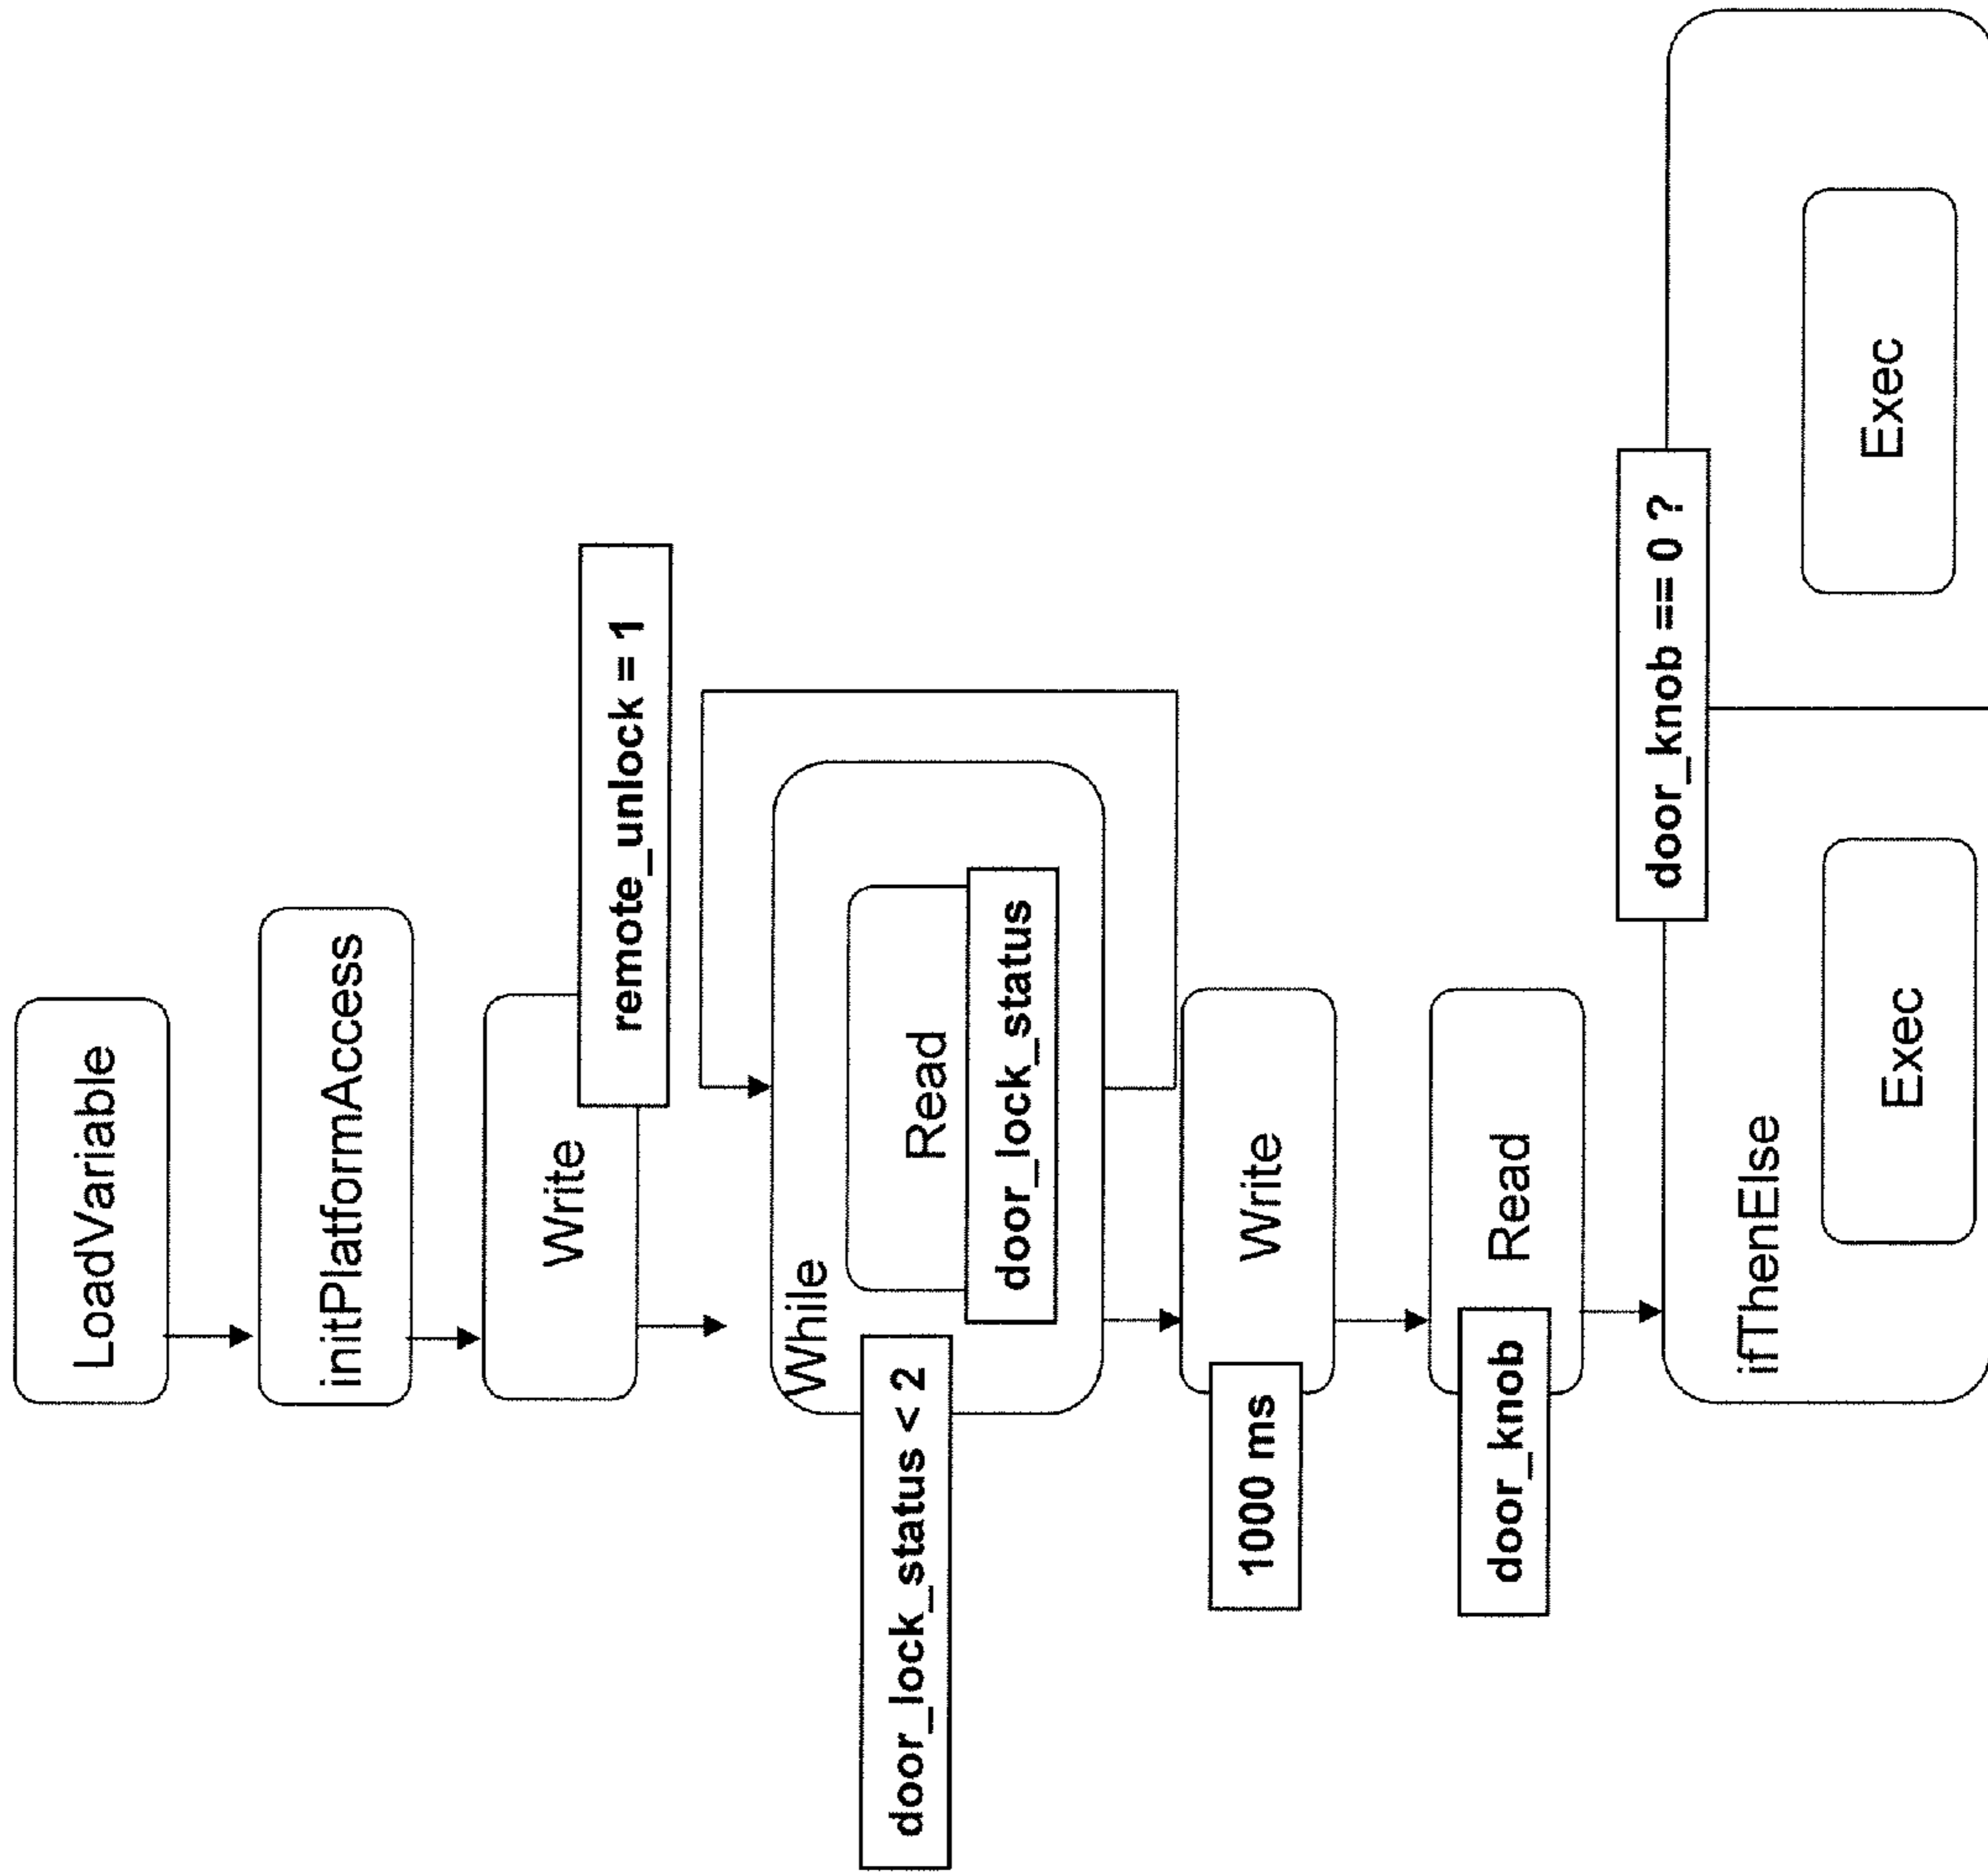 LoadVariable
initPlatformAccess
Write
remote_unlock = 1
While
door_lock_status < 2
Read
door_lock_status
Write
1000 ms
Read
door_knob
ifThenElse
door_knob == 0 ?
Exec
Exec